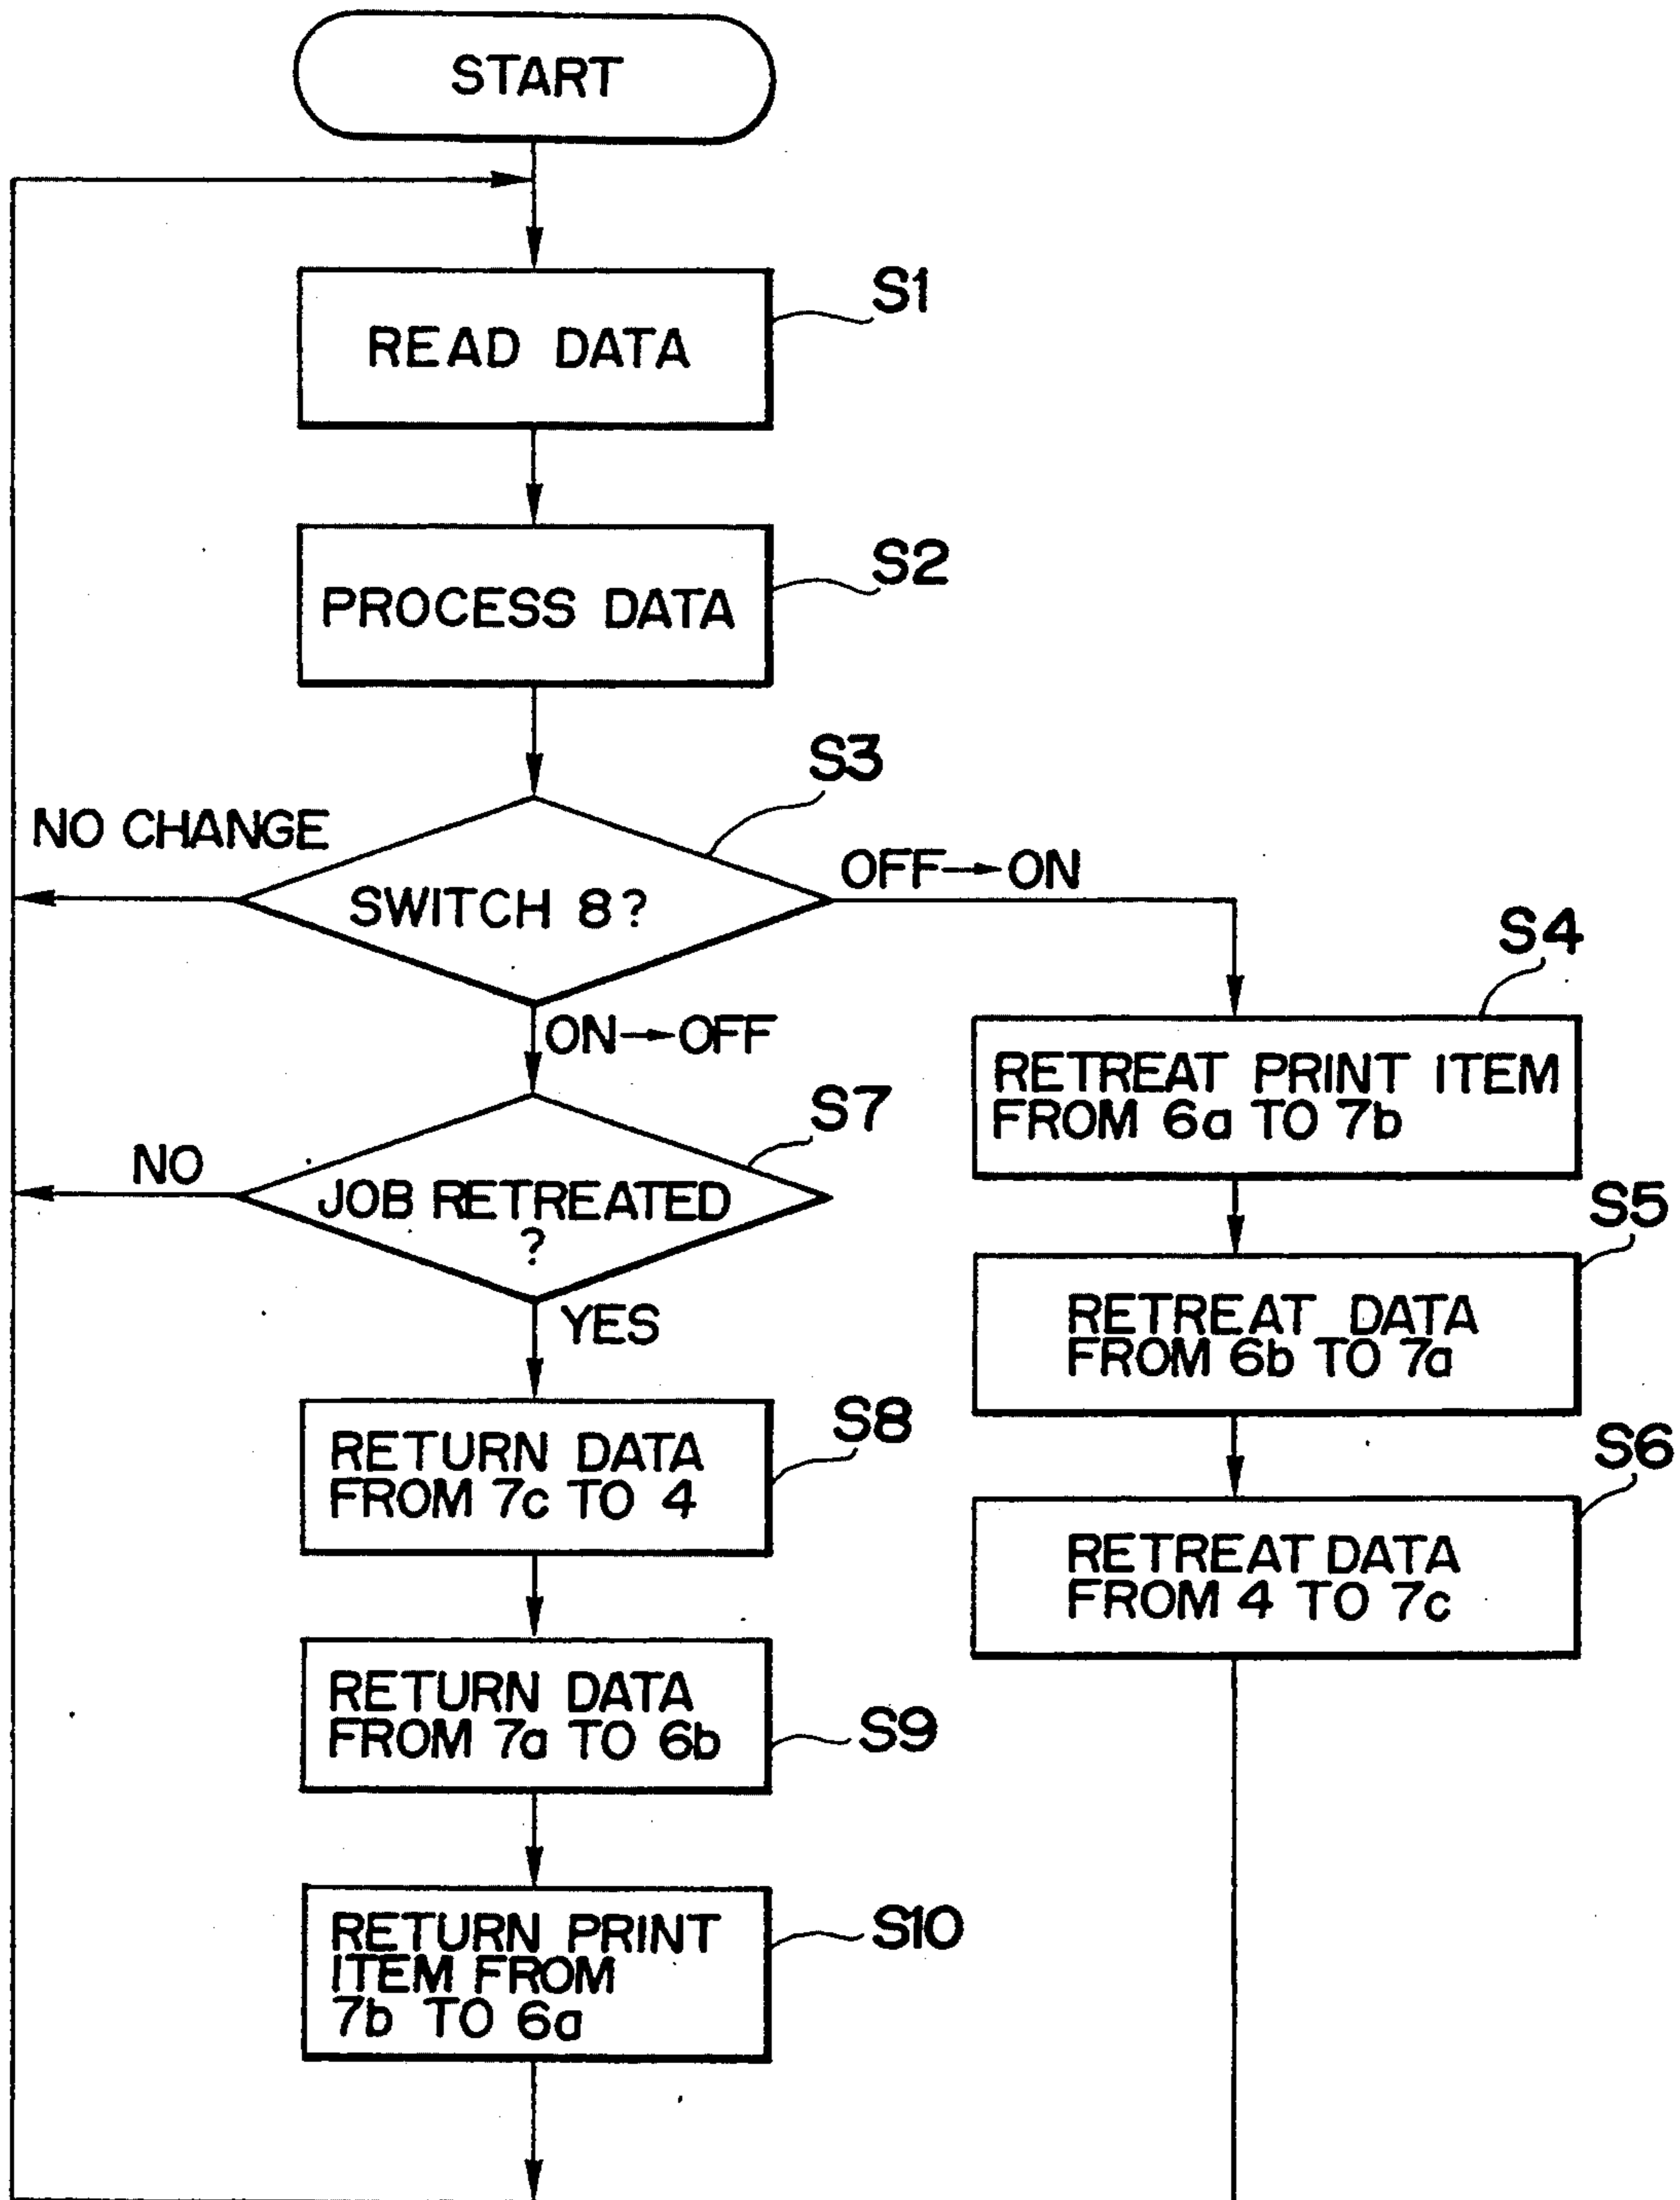 START
S1
READ DATA
S2
PROCESS DATA
S3
NO CHANGE
OFF→ON
SWITCH 8?
S4
ON→OFF
RETREAT PRINT ITEM
FROM 6a TO 7b
S7
NO
JOB RETREATED
?
S5
YES
RETREAT DATA
FROM 6b TO 7a
S8
RETURN DATA
FROM 7c TO 4
S6
RETREAT DATA
FROM 4 TO 7c
RETURN DATA
FROM 7a TO 6b
S9
RETURN PRINT
ITEM FROM
7b TO 6a
S10